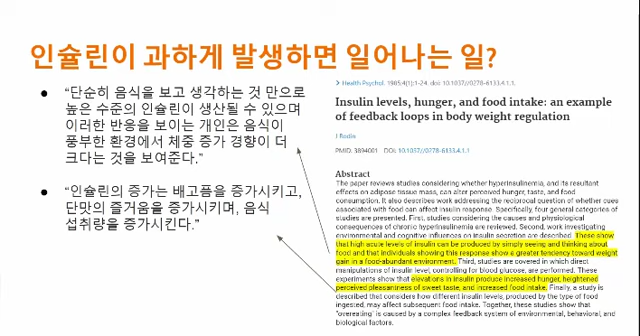 인슐린이 과하게 발생하면 일어나는 일?
● “단순히 음식을 보고 생각하는 것 만으로
높은 수준의 인슐린이 생산될 수 있으며
이러한 반응을 보이는 개인은 음식이
풍부한 환경에서 체중 증가 경향이 더
크다는 것을 보여준다.”
● “인슐린의 증가는 배고픔을 증가시키고,
단맛의 즐거움을 증가시키며, 음식
섭취량을 증가시킨다.”
> Health Psychol. 1985;4(1):1-24. doi: 10.1037//0278-6133.4.1.1.
Insulin levels, hunger, and food intake: an example
of feedback loops in body weight regulation
J Rodin
PMID: 3894001 DOI: 10.1037//0278-6133.4.1.1
Abstract
The paper reviews studies considering whether hyperinsulinemia, and its resultant
effects on adipose tissue mass, can alter perceived hunger, taste, and food
consumption. It also describes work addressing the reciprocal question of whether cues
associated with food can affect insulin response. Specifically, four general categories of
studies are presented. First, studies considering the causes and physiological
consequences of chronic hyperinsulinemia are reviewed. Second, work investigating
environmental and cognitive influences on insulin secretion are described. These show
that high acute levels of insulin can be produced by simply seeing and thinking about
food and that individuals showing this response show a greater tendency toward weight
gain in a food-abundant environment. Third, studies are covered in which direct
manipulations of insulin level, controlling for blood glucose, are performed. These
experiments show that elevations in insulin produce increased hunger, heightened
perceived pleasantness of sweet taste, and increased food intake. Finally, a study is
described that considers how different insulin levels, produced by the type of food
ingested, may affect subsequent food intake. Together, these studies show that
"overeating" is caused by a complex feedback system of environmental, behavioral, and
biological factors.